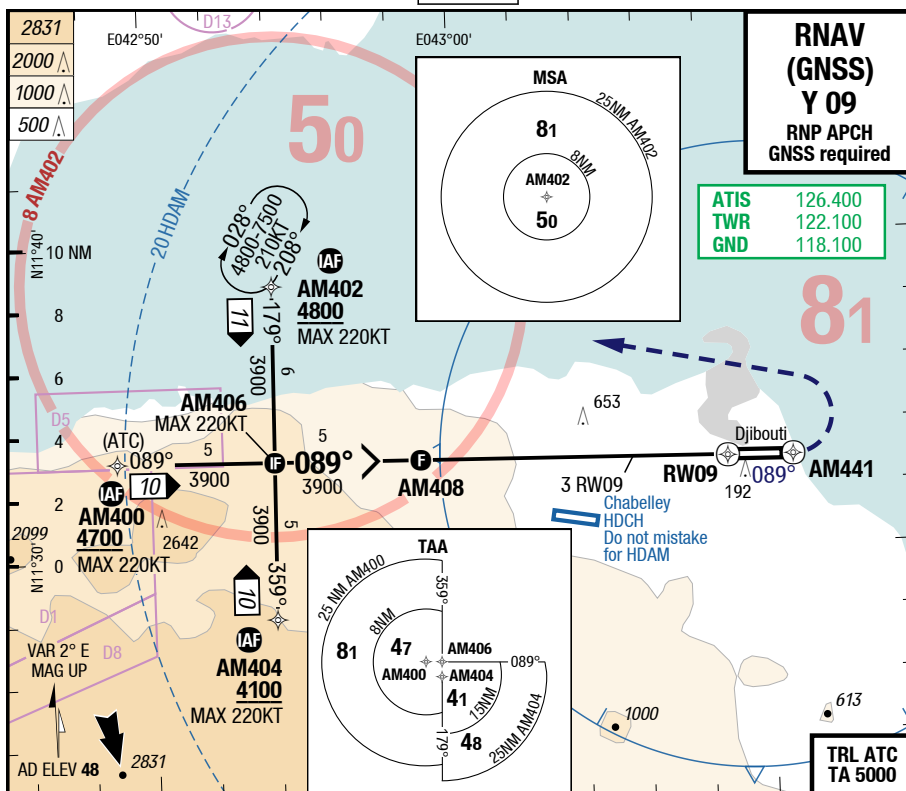 2831
2000
1000
500
D13
E042°50'
E043°00'
RNAV
(GNSS)
Y 09
RNP APCH
GNSS required
50
8 AM402
20 HDAM
MSA
25NM AM402
81
8NM
AM402
50
ATIS 126.400
TWR 122.100
GND 118.100
81
N11°40'
10 NM
8
6
4
2
0
N11°30'
028°
4800-7500
210KT
208°
IAF
AM402
4800
MAX 220KT
11
179°
6
3900
AM406
MAX 220KT
D5
(ATC)
089°
5
3900
10
IAF
AM400
4700
MAX 220KT
IF
089°
5
3900
F
AM408
653
Djibouti
RW09
089°
AM441
192
3 RW09
Chabelley
HDCH
Do not mistake
for HDAM
2099
2642
3900
5
359°
10
IAF
AM404
4100
MAX 220KT
D1
D8
VAR 2° E
MAG UP
AD ELEV 48
2831
TAA
25 NM AM400
359°
8NM
81
47
AM400
AM406
089°
AM404
41
15NM
48
179°
25NM AM404
1000
613
TRL ATC
TA 5000